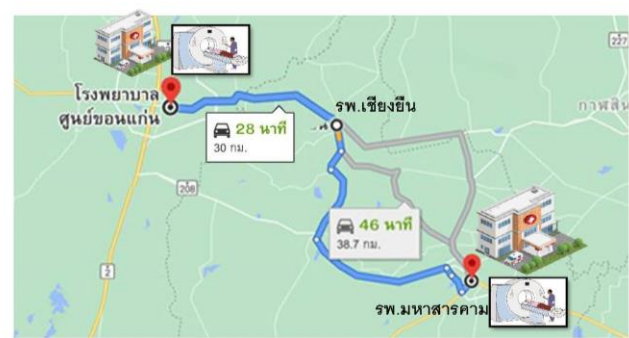 227
โรงพยาบาล
ศูนย์ขอนแก่น
รพ.เชียงยืน
28 นาที
30 กม.
208
46 นาที
38.7 กม.
2
รพ.มหาสารคาม